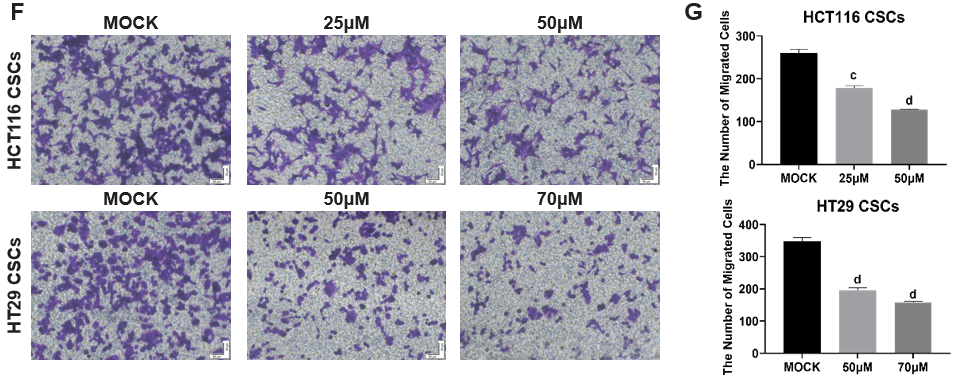 F
MOCK 25μM 50μM
HCT116 CSCs
MOCK 50μM 70μM
HT29 CSCs
G
HCT116 CSCs
The Number of Migrated Cells
300
200
100
0
c
d
MOCK 25μM 50μM
HT29 CSCs
The Number of Migrated Cells
400
300
200
100
0
d
d
MOCK 50μM 70μM